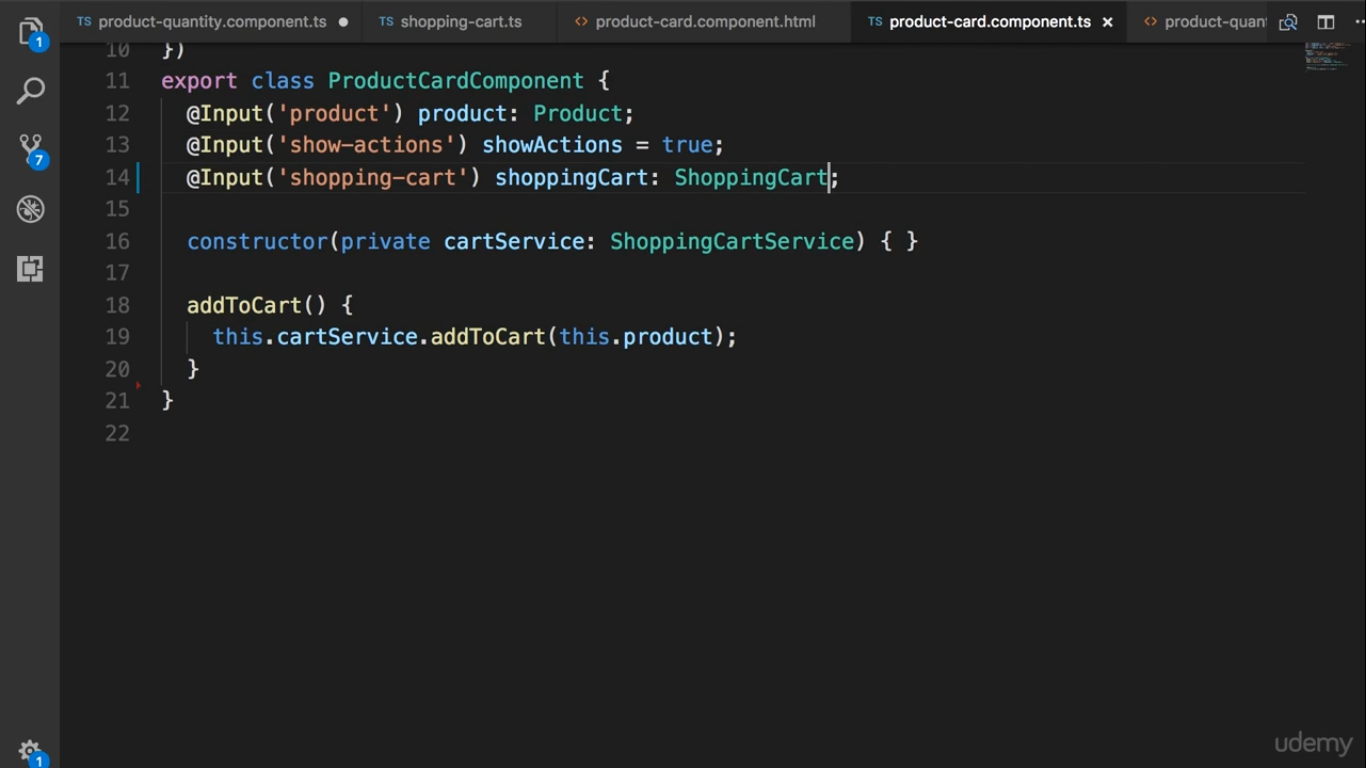 TS product-quantity.component.ts ● TS shopping-cart.ts <> product-card.component.html TS product-card.component.ts × <> product-quan
1
7
1
10 })
11 export class ProductCardComponent {
12 @Input('product') product: Product;
13 @Input('show-actions') showActions = true;
14 @Input('shopping-cart') shoppingCart: ShoppingCart;
15
16 constructor(private cartService: ShoppingCartService) { }
17
18 addToCart() {
19 this.cartService.addToCart(this.product);
20 }
21 }
22
udemy